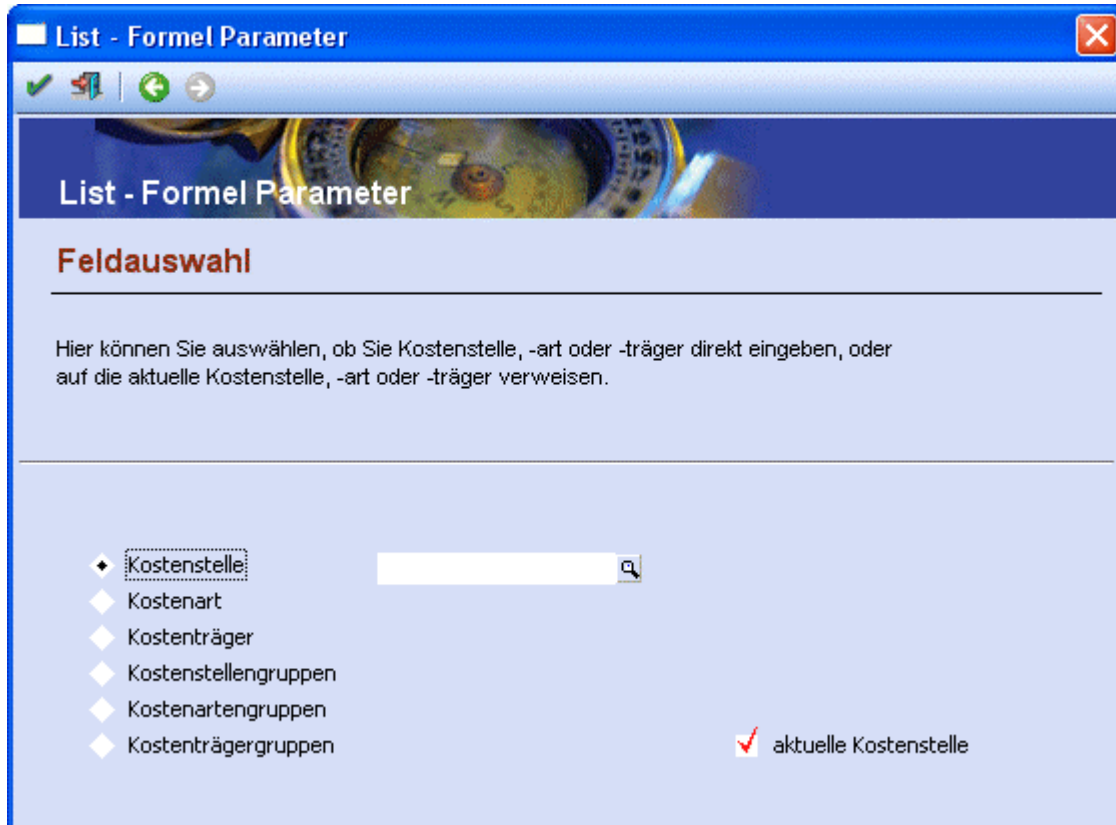 List - Formel Parameter
List - Formel Parameter
Feldauswahl
Hier können Sie auswählen, ob Sie Kostenstelle, -art oder -träger direkt eingeben, oder
auf die aktuelle Kostenstelle, -art oder -träger verweisen.
Kostenstelle
Kostenart
Kostenträger
Kostenstellengruppen
Kostenartengruppen
Kostenträgergruppen
aktuelle Kostenstelle